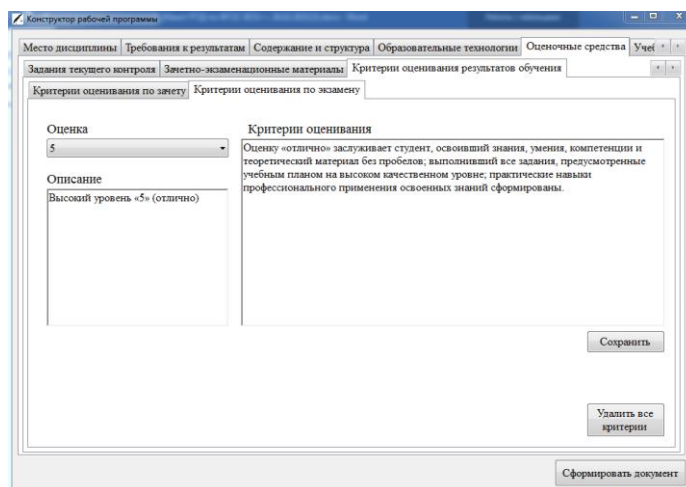 Конструктор рабочей программы
Место дисциплины Требования к результатам Содержание и структура Образовательные технологии Оценочные средства Учеб
Задания текущего контроля Зачетно-экзаменационные материалы Критерии оценивания результатов обучения
Критерии оценивания по зачету Критерии оценивания по экзамену
Оценка
5
Описание
Высокий уровень «5» (отлично)
Критерии оценивания
Оценку «отлично» заслуживает студент, освоивший знания, умения, компетенции и
теоретический материал без пробелов; выполнивший все задания, предусмотренные
учебным планом на высоком качественном уровне; практические навыки
профессионального применения освоенных знаний сформированы.
Сохранить
Удалить все
критерии
Сформировать документ